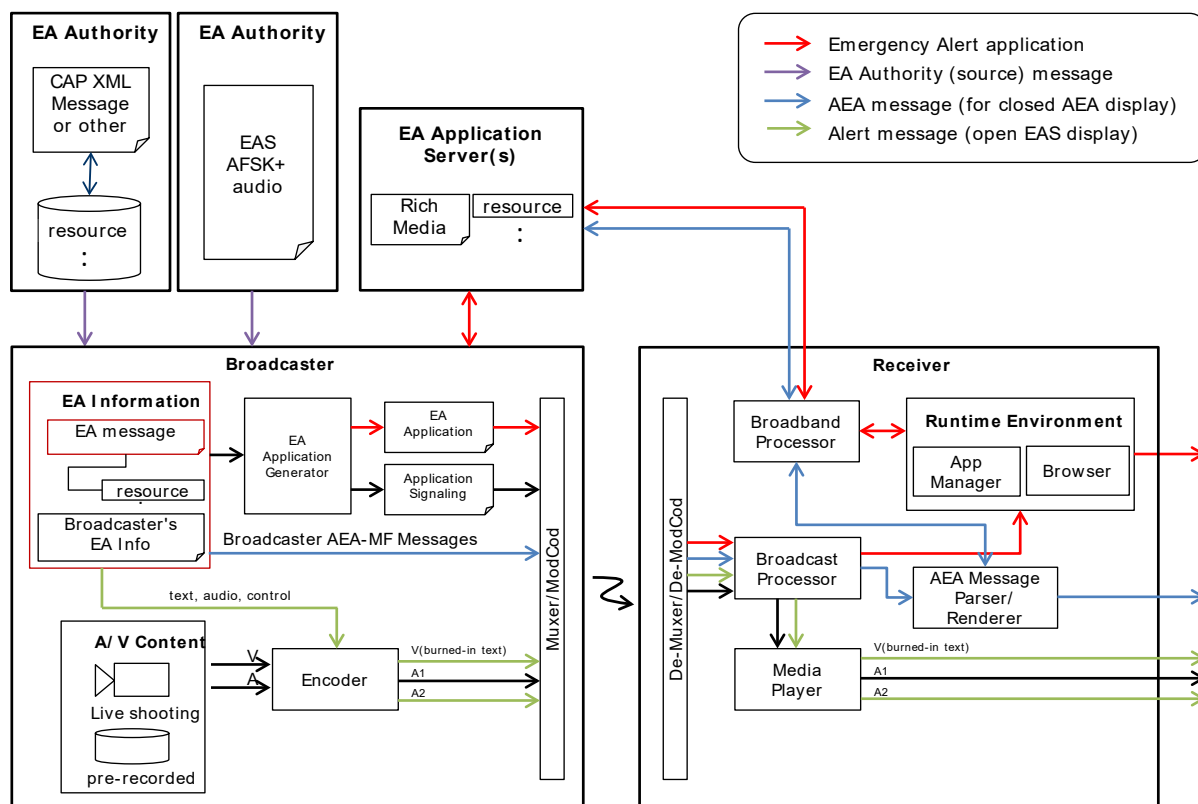 EA Authority
CAP XML
Message
or other
resource
:
EA Authority
EAS
AFSK+
audio
EA Application
Server(s)
Rich
Media
resource
:
Emergency Alert application
EA Authority (source) message
AEA message (for closed AEA display)
Alert message (open EAS display)
Broadcaster
EA Information
EA message
resource
:
Broadcaster's
EA Info
EA
Application
Generator
EA
Application
Application
Signaling
Broadcaster AEA-MF Messages
text, audio, control
A/V Content
Live shooting
pre-recorded
V
A
Encoder
V(burned-in text)
A1
A2
Muxer/ModCod
Receiver
De-Muxer/De-ModCod
Broadband
Processor
Runtime Environment
App
Manager
Browser
Broadcast
Processor
AEA Message
Parser/
Renderer
Media
Player
V(burned-in text)
A1
A2